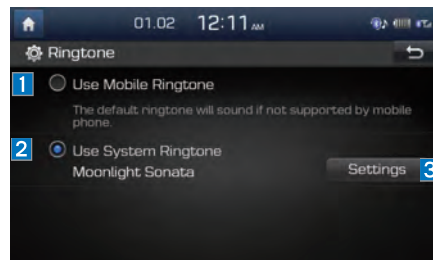 01.02 12:11 AM
Ringtone
1 Use Mobile Ringtone
The default ringtone will sound if not supported by mobile
phone.
2 Use System Ringtone
Moonlight Sonata
Settings 3